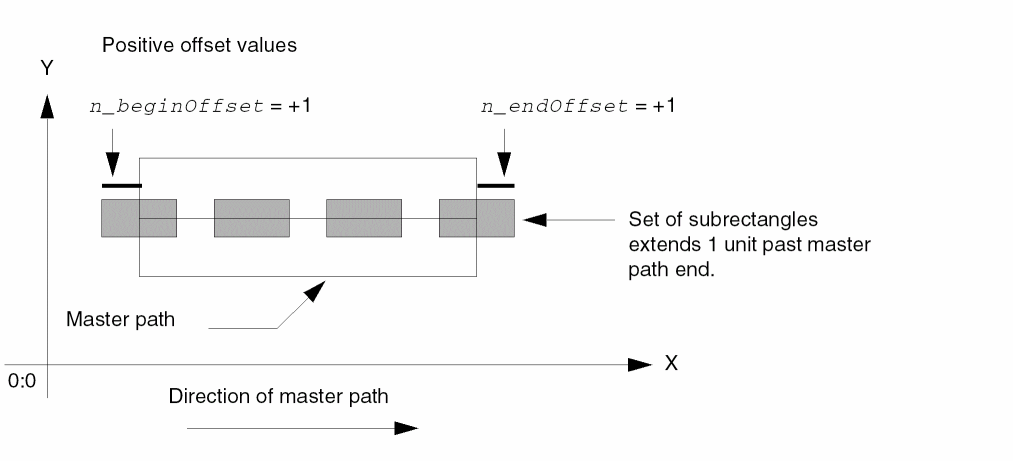 Positive offset values
Y
n_beginOffset = +1
n_endOffset = +1
Set of subrectangles
extends 1 unit past master
path end.
Master path
X
0:0
Direction of master path